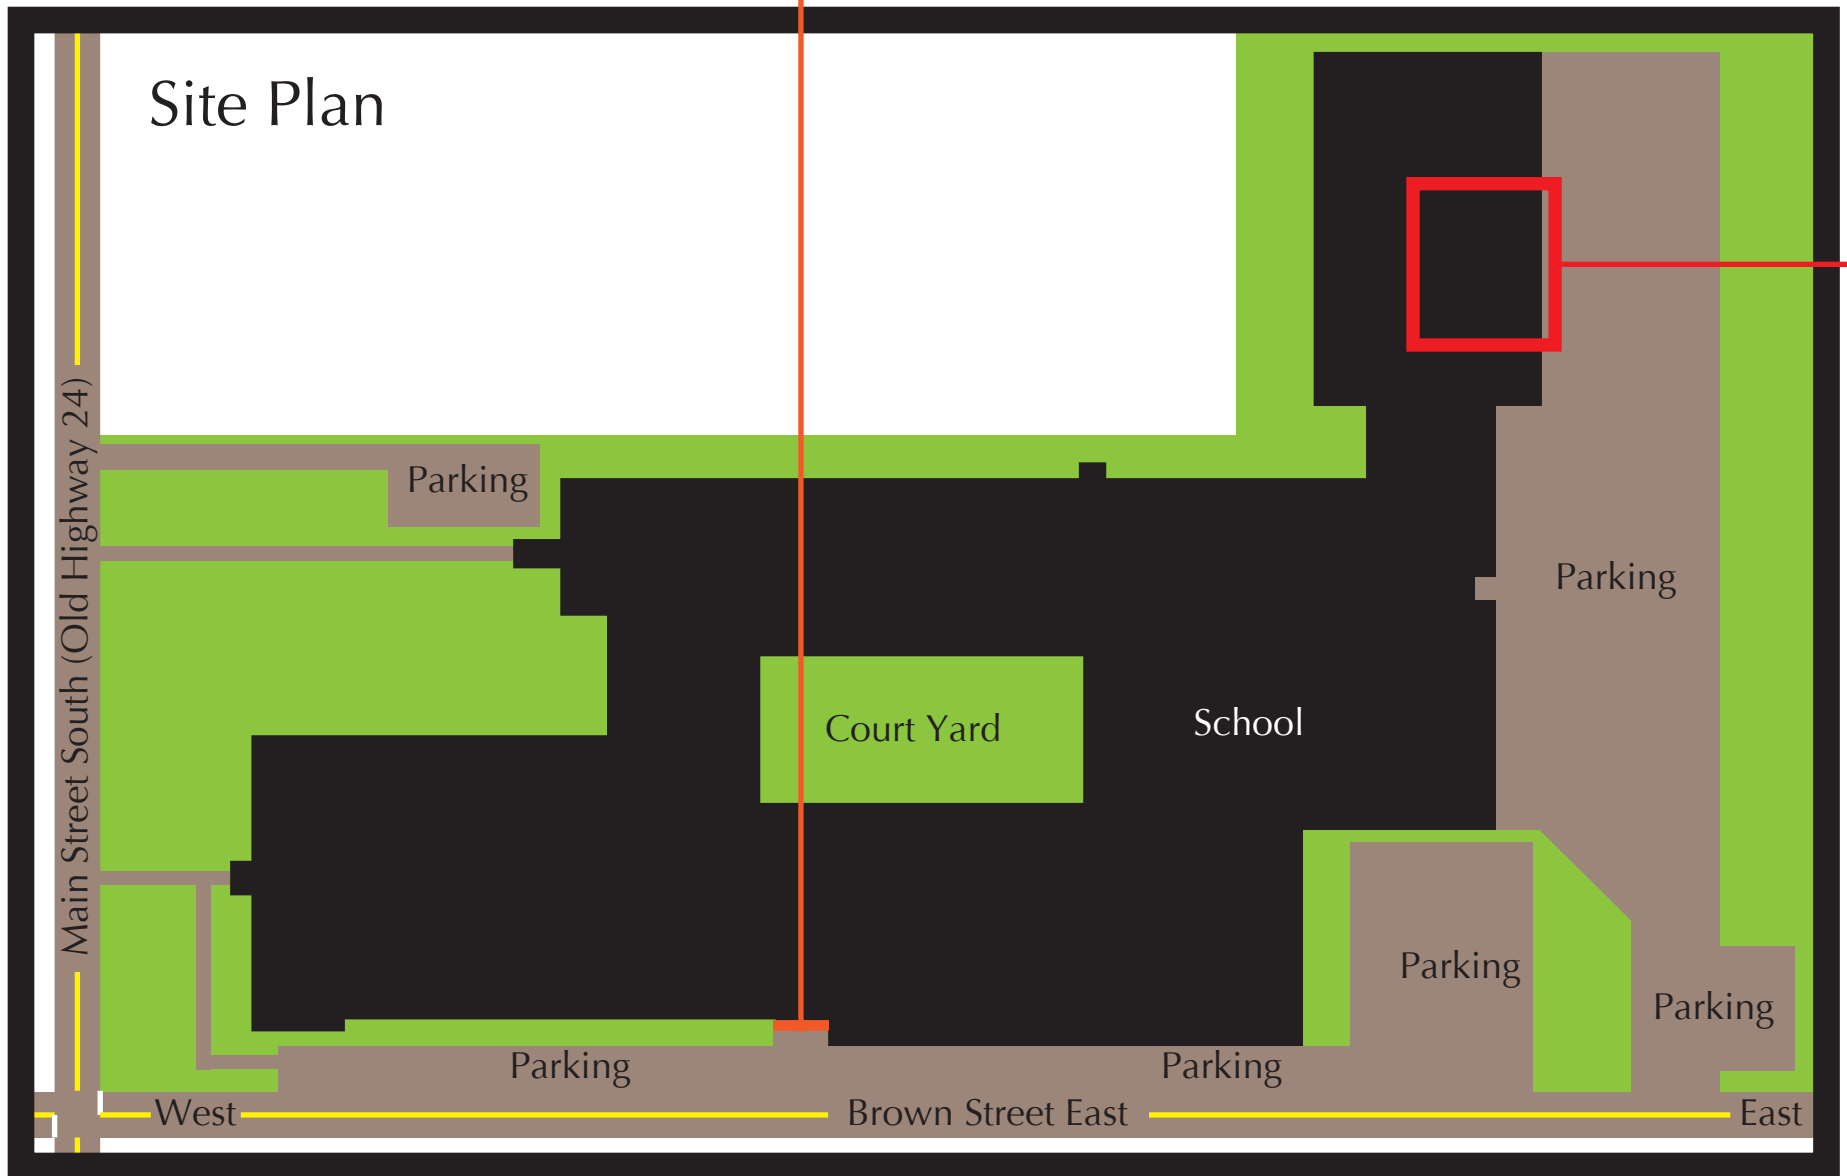 Site Plan
Main Street South (Old Highway 24)
Parking
Parking
Court Yard
School
Parking
Parking
Parking
Parking
West
Brown Street East
East